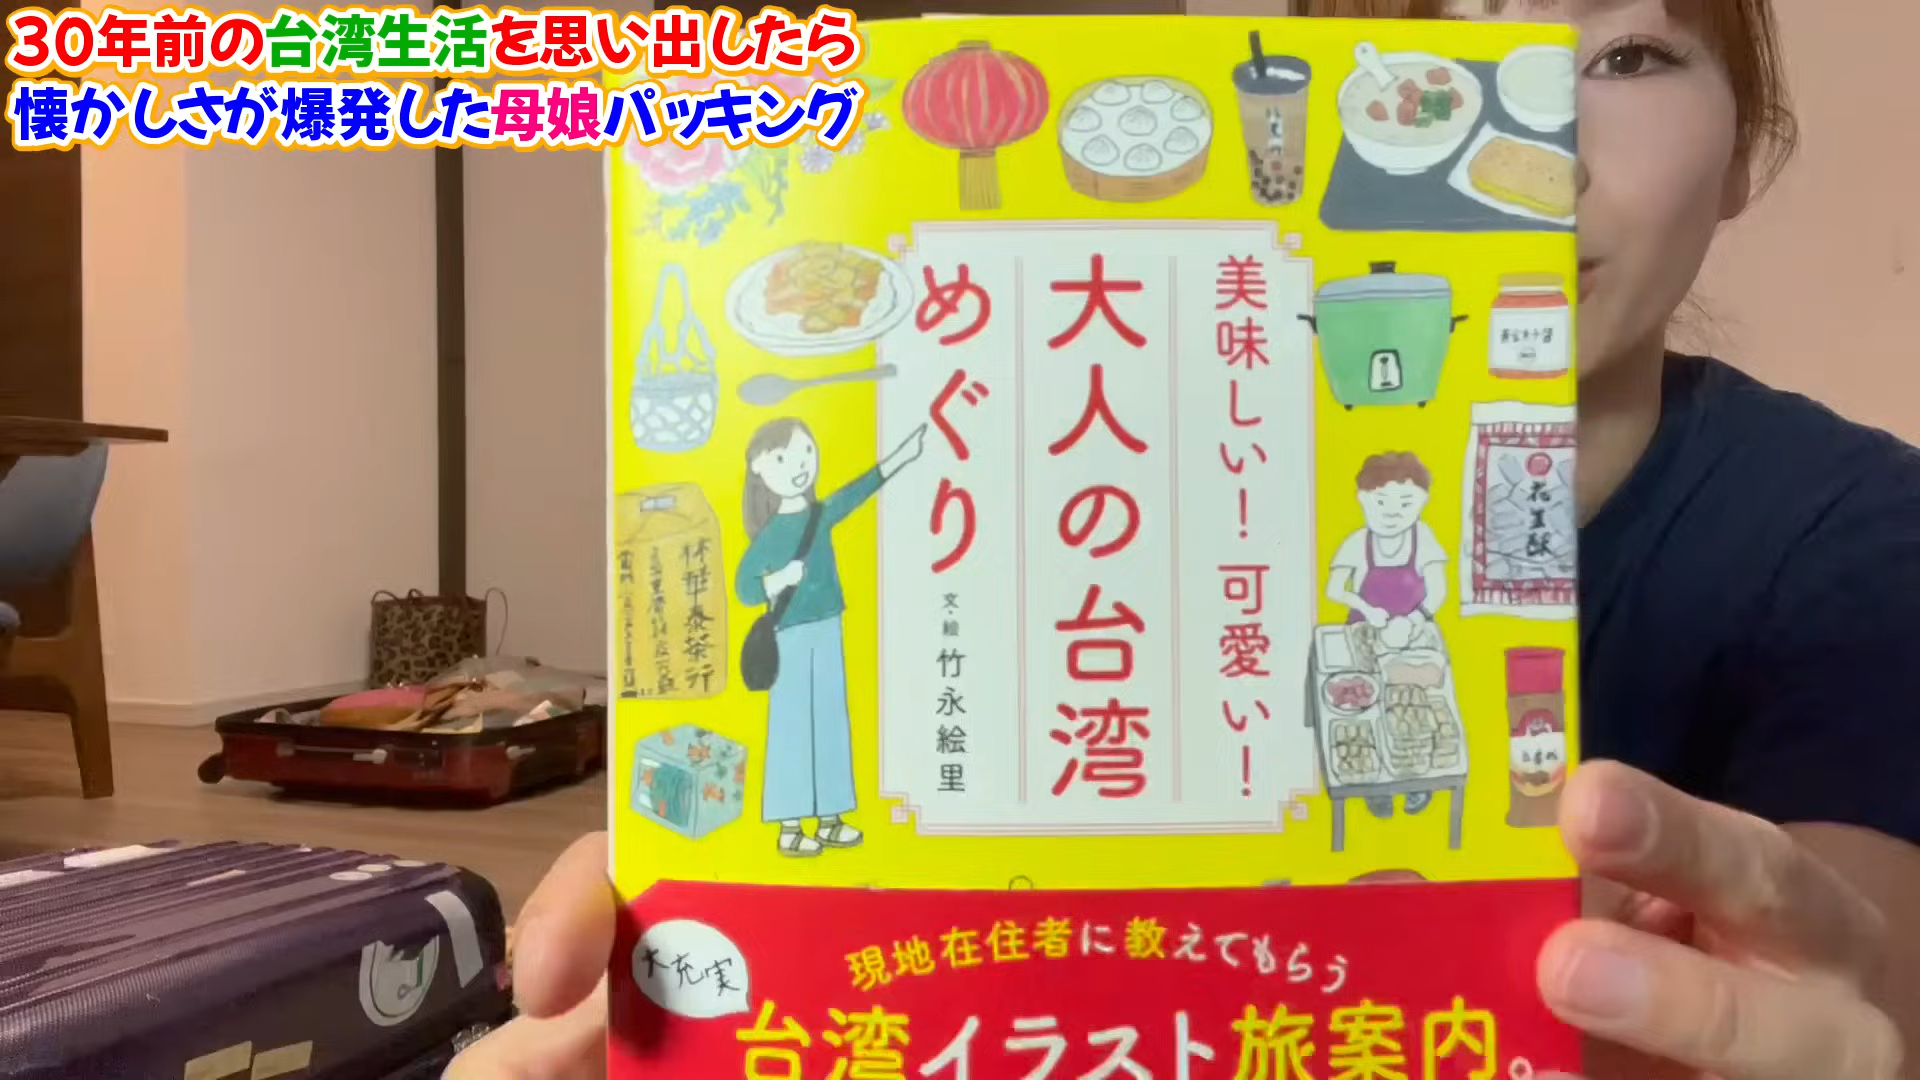 30年前の台湾生活を思い出したら
懐かしさが爆発した母娘パッキング
美味しい！可愛い！
大人の台湾
めぐり
文・絵 竹永絵里
林華泰茶行
花生酥
大充実
現地在住者に教えてもらう
台湾イラスト旅案内。